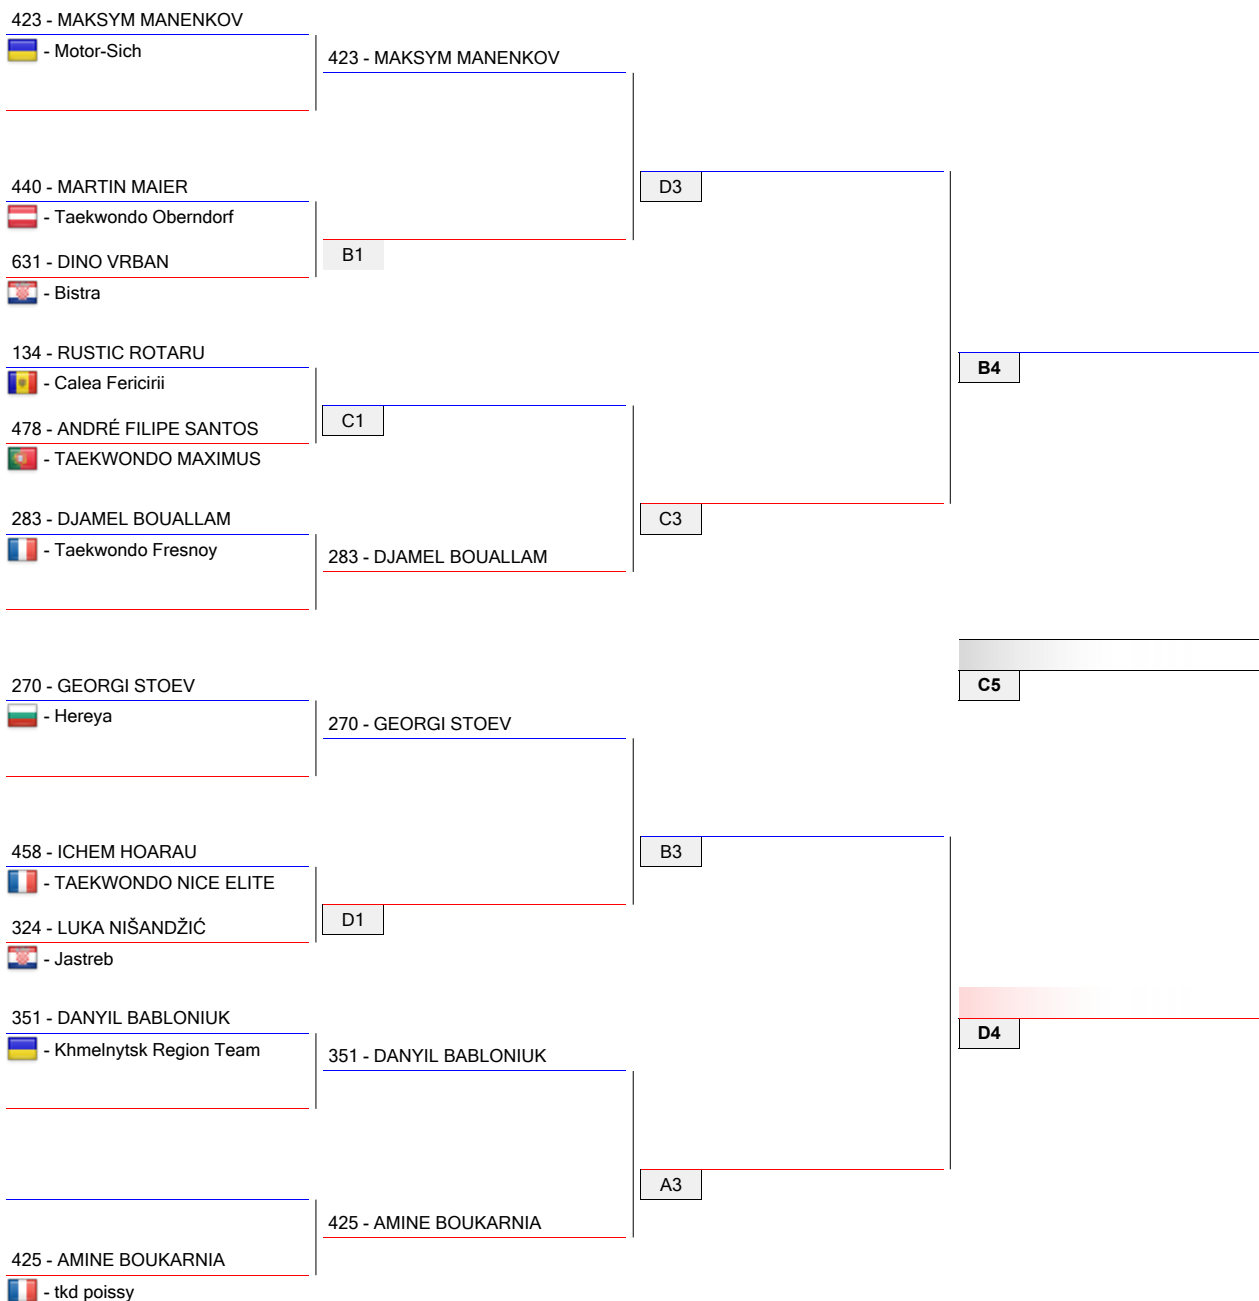 423 - MAKSYM MANENKOV
- Motor-Sich
423 - MAKSYM MANENKOV
440 - MARTIN MAIER
- Taekwondo Oberndorf
D3
631 - DINO VRBAN
B1
- Bistra
134 - RUSTIC ROTARU
- Calea Fericirii
B4
478 - ANDRÉ FILIPE SANTOS
C1
- TAEKWONDO MAXIMUS
283 - DJAMEL BOUALLAM
C3
- Taekwondo Fresnoy
283 - DJAMEL BOUALLAM
270 - GEORGI STOEV
C5
- Hereya
270 - GEORGI STOEV
458 - ICHEM HOARAU
B3
- TAEKWONDO NICE ELITE
324 - LUKA NIŠANDŽIĆ
D1
- Jastreb
351 - DANYIL BABLONIUK
D4
- Khmelnytsk Region Team
351 - DANYIL BABLONIUK
A3
425 - AMINE BOUKARNIA
425 - AMINE BOUKARNIA
- tkd poissy